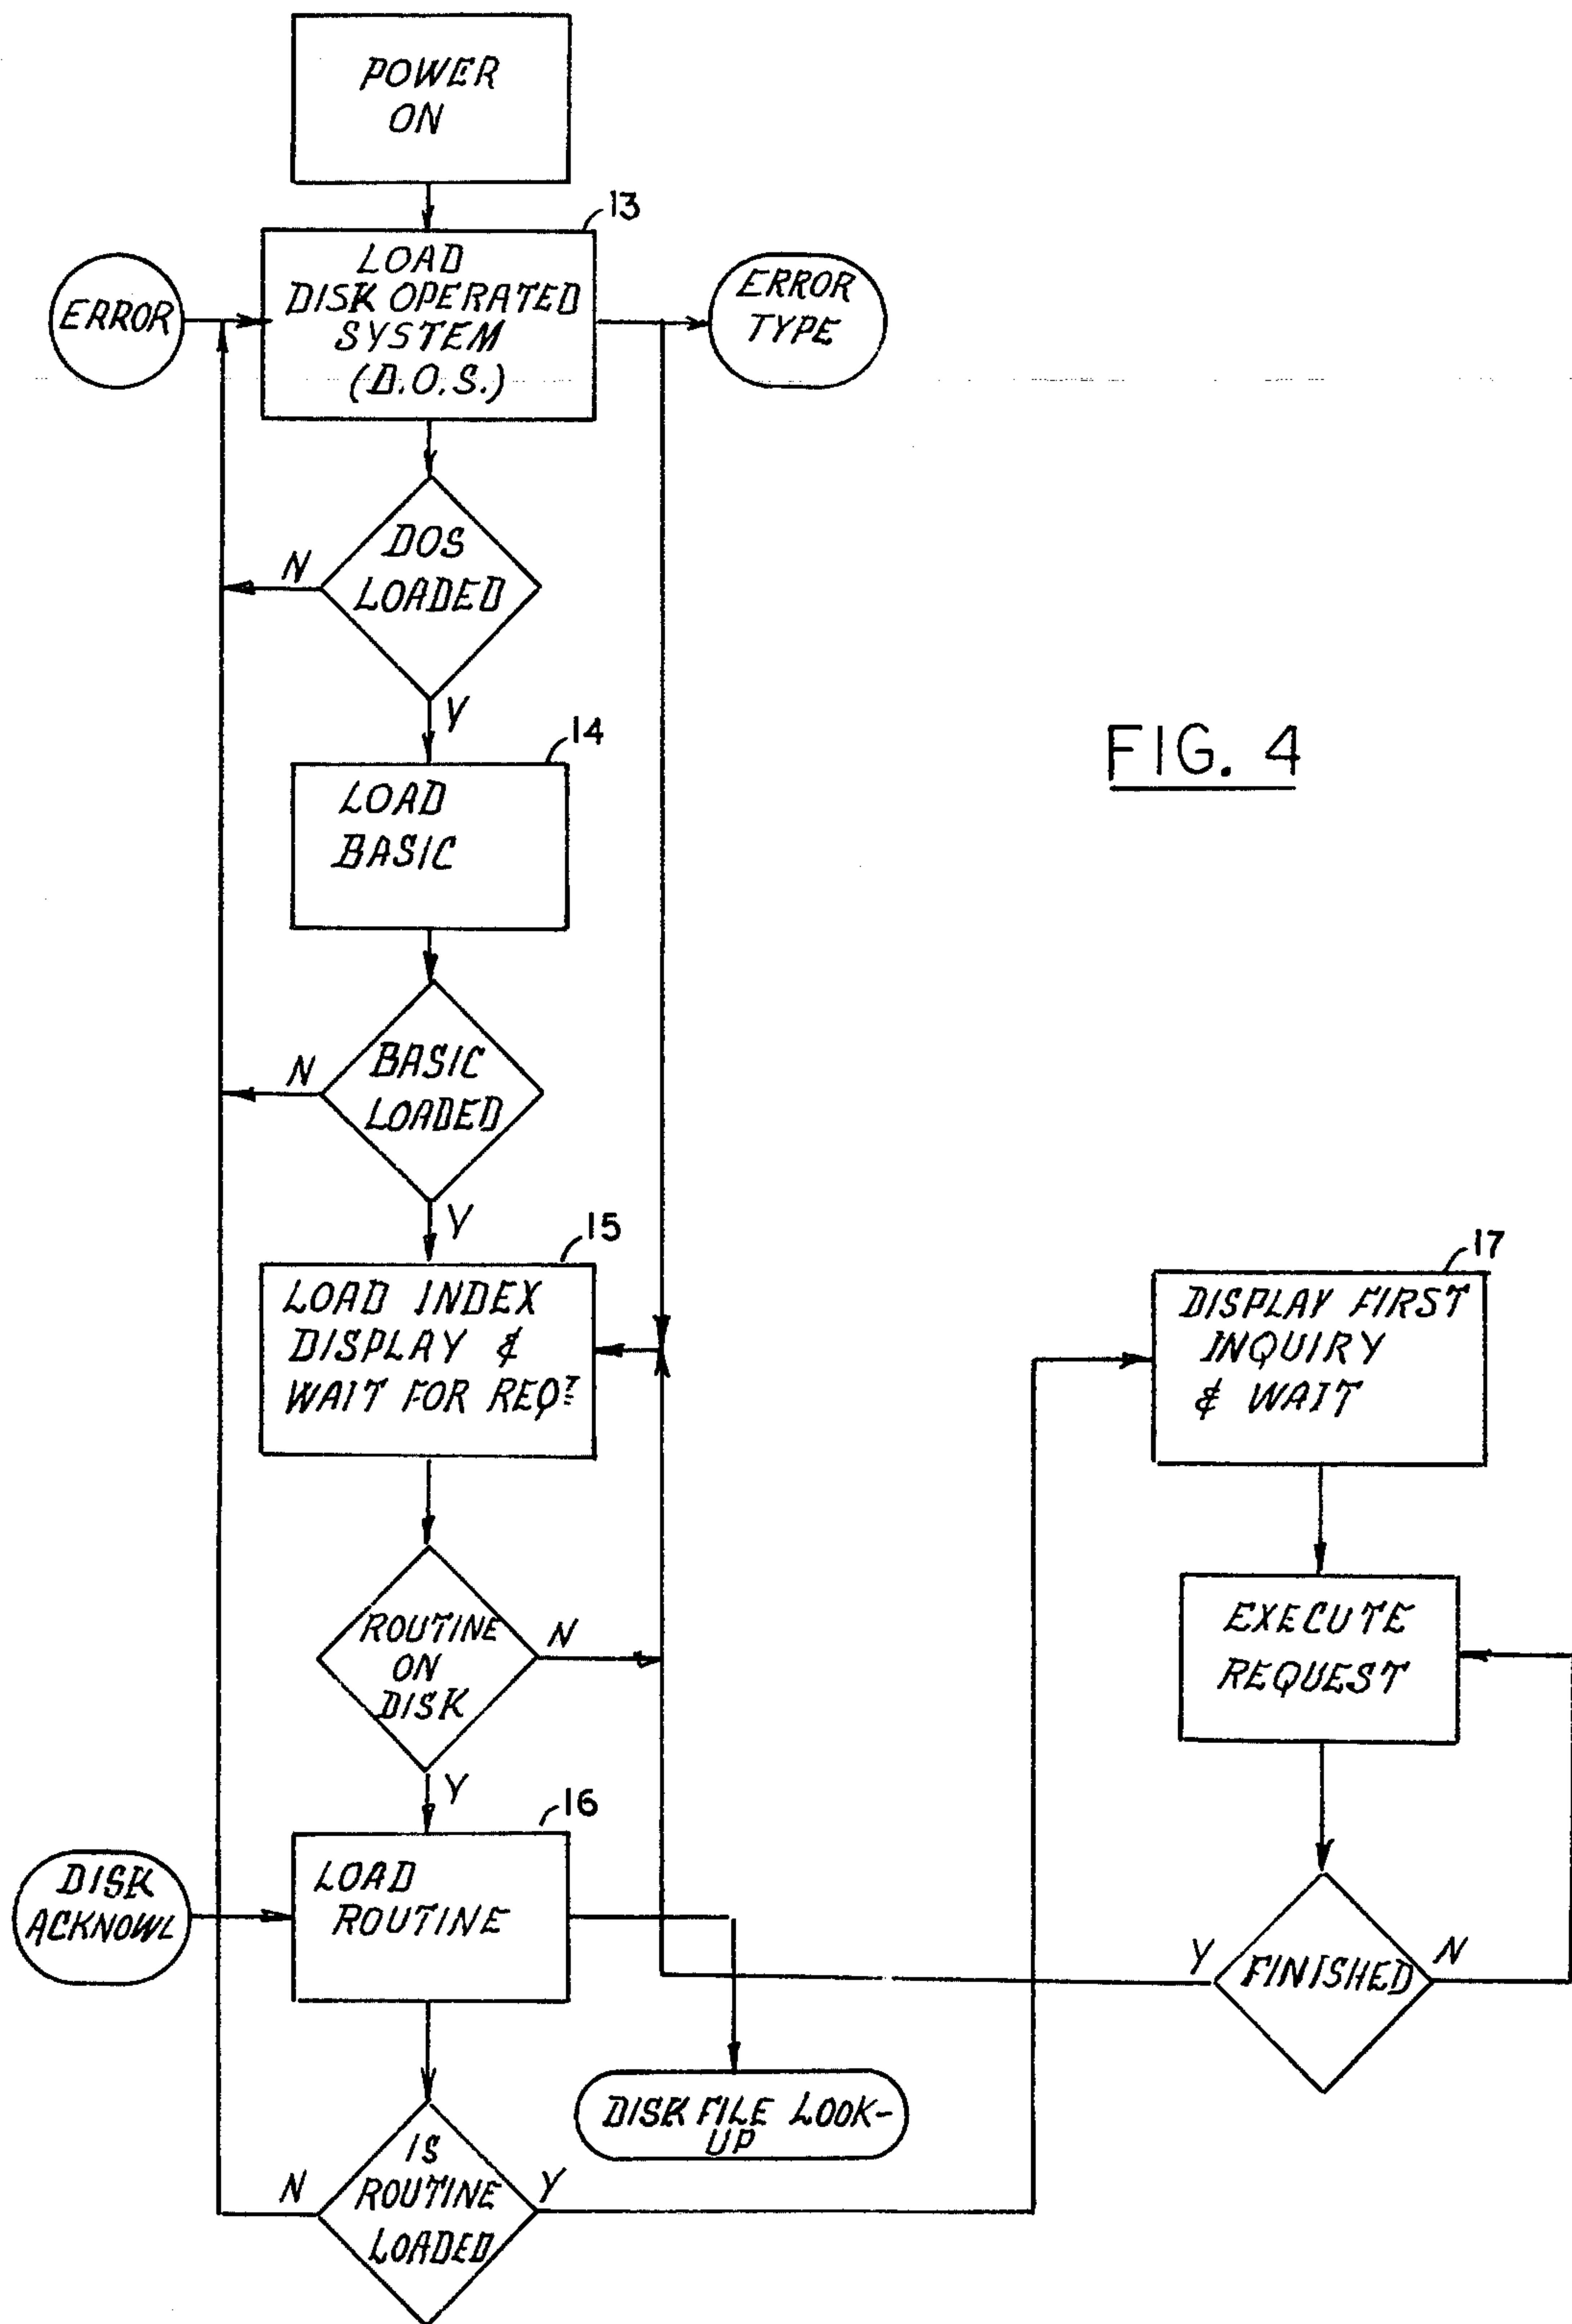 POWER
ON
13
LOAD
DISK OPERATED
SYSTEM
(D.O.S.)
ERROR
ERROR
TYPE
DOS
LOADED
N
Y
14
LOAD
BASIC
FIG. 4
BASIC
LOADED
N
Y
15
LOAD INDEX
DISPLAY &
WAIT FOR REQT
ROUTINE
ON
DISK
N
Y
16
LOAD
ROUTINE
DISK
ACKNOWL
DISK FILE LOOK-
UP
IS
ROUTINE
LOADED
N
Y
17
DISPLAY FIRST
INQUIRY
& WAIT
EXECUTE
REQUEST
FINISHED
Y
N